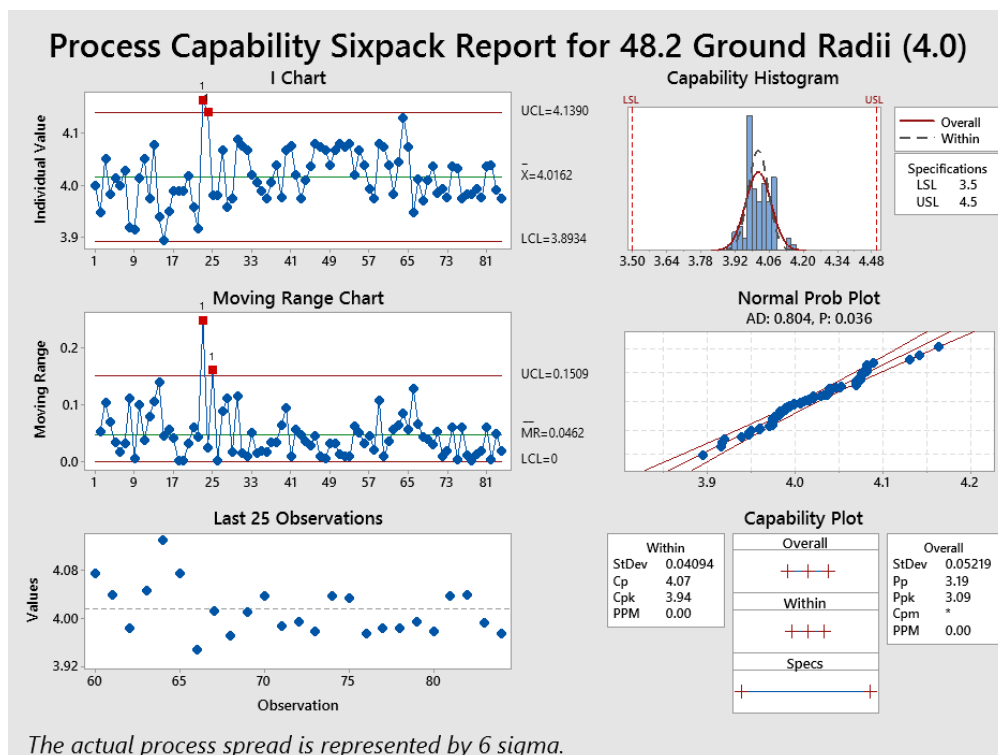 Process Capability Sixpack Report for 48.2 Ground Radii (4.0)
I Chart
Individual Value
4.1
4.0
3.9
1 9 17 25 33 41 49 57 65 73 81
1
1
UCL=4.1390
X̄=4.0162
LCL=3.8934
Capability Histogram
LSL
USL
3.50 3.64 3.78 3.92 4.06 4.20 4.34 4.48
Overall
Within
Specifications
LSL 3.5
USL 4.5
Moving Range Chart
Moving Range
0.2
0.1
0.0
1 9 17 25 33 41 49 57 65 73 81
1
1
UCL=0.1509
M̅R̅=0.0462
LCL=0
Normal Prob Plot
AD: 0.804, P: 0.036
3.9 4.0 4.1 4.2
Last 25 Observations
Values
4.08
4.00
3.92
60 65 70 75 80
Observation
Capability Plot
Within
StDev 0.04094
Cp 4.07
Cpk 3.94
PPM 0.00
Overall
Within
Specs
Overall
StDev 0.05219
Pp 3.19
Ppk 3.09
Cpm *
PPM 0.00
The actual process spread is represented by 6 sigma.